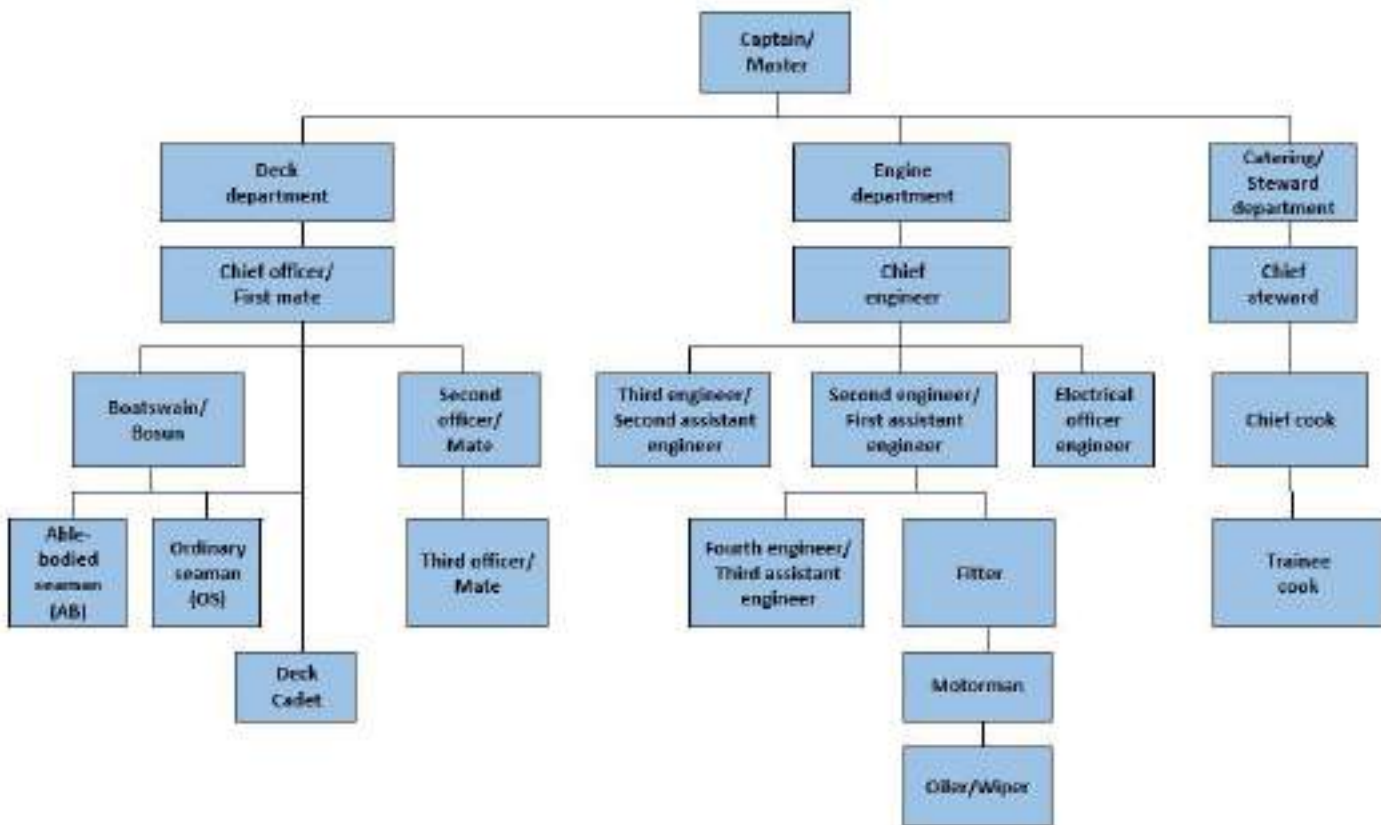 Captain/
Master
Deck
department
Engine
department
Catering/
Steward
department
Chief officer/
First mate
Chief
engineer
Chief
steward
Boatswain/
Bosun
Second
officer/
Mate
Third engineer/
Second assistant
engineer
Second engineer/
First assistant
engineer
Electrical
officer
engineer
Chief cook
Able-
bodied
seaman
(AB)
Ordinary
seaman
(OS)
Third officer/
Mate
Fourth engineer/
Third assistant
engineer
Fitter
Trainee
cook
Deck
Cadet
Motorman
Oiler/Wiper